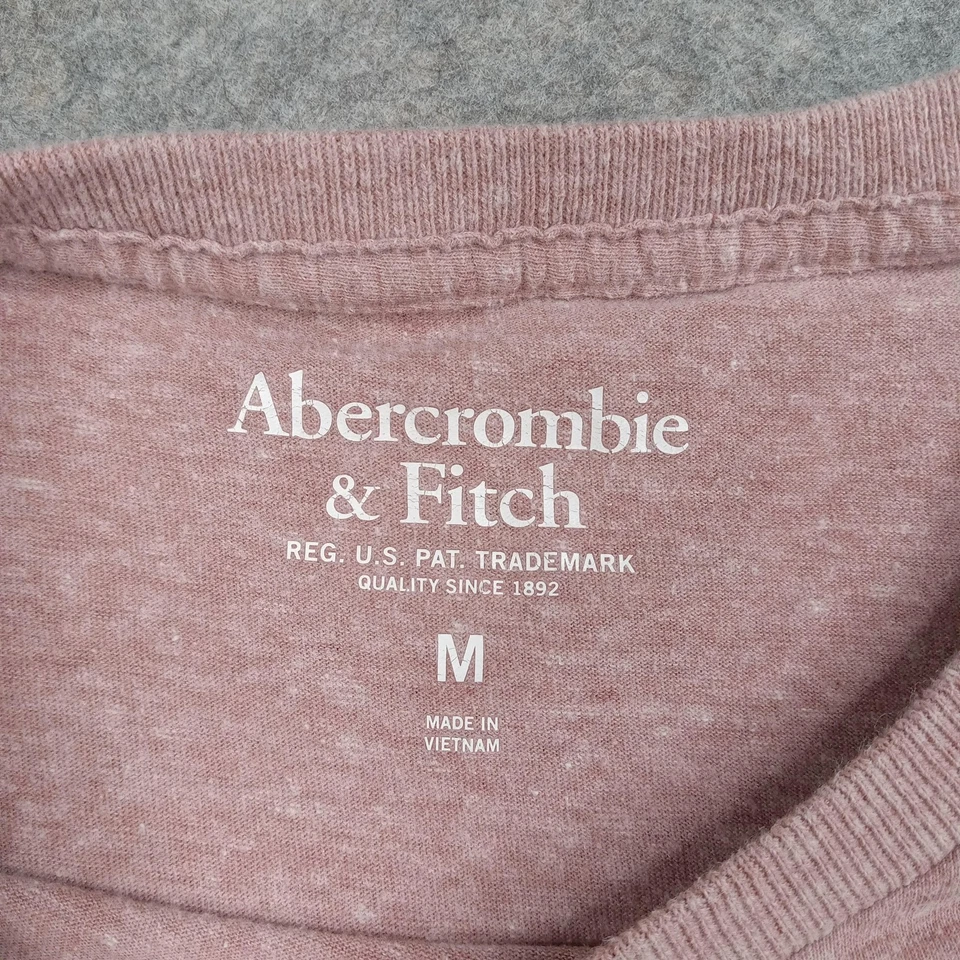 Abercrombie
& Fitch
REG. U.S. PAT. TRADEMARK
QUALITY SINCE 1892
M
MADE IN
VIETNAM